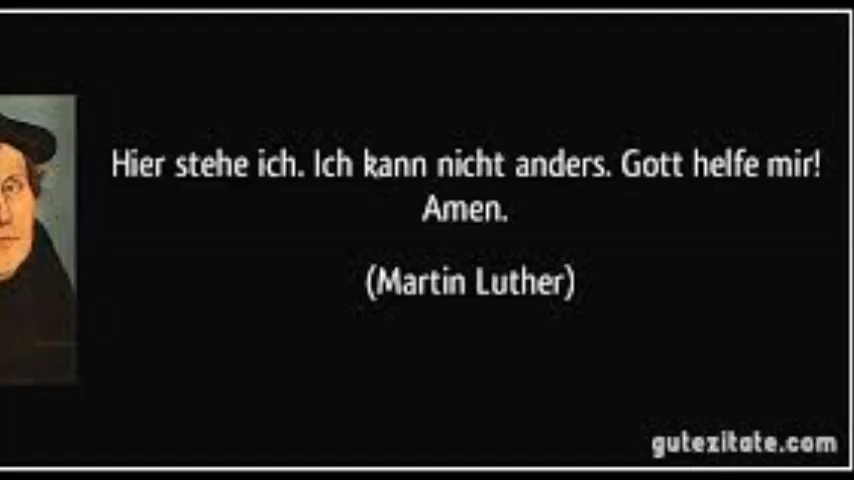 Hier stehe ich. Ich kann nicht anders. Gott helfe mir!
Amen.
(Martin Luther)
gutezitate.com